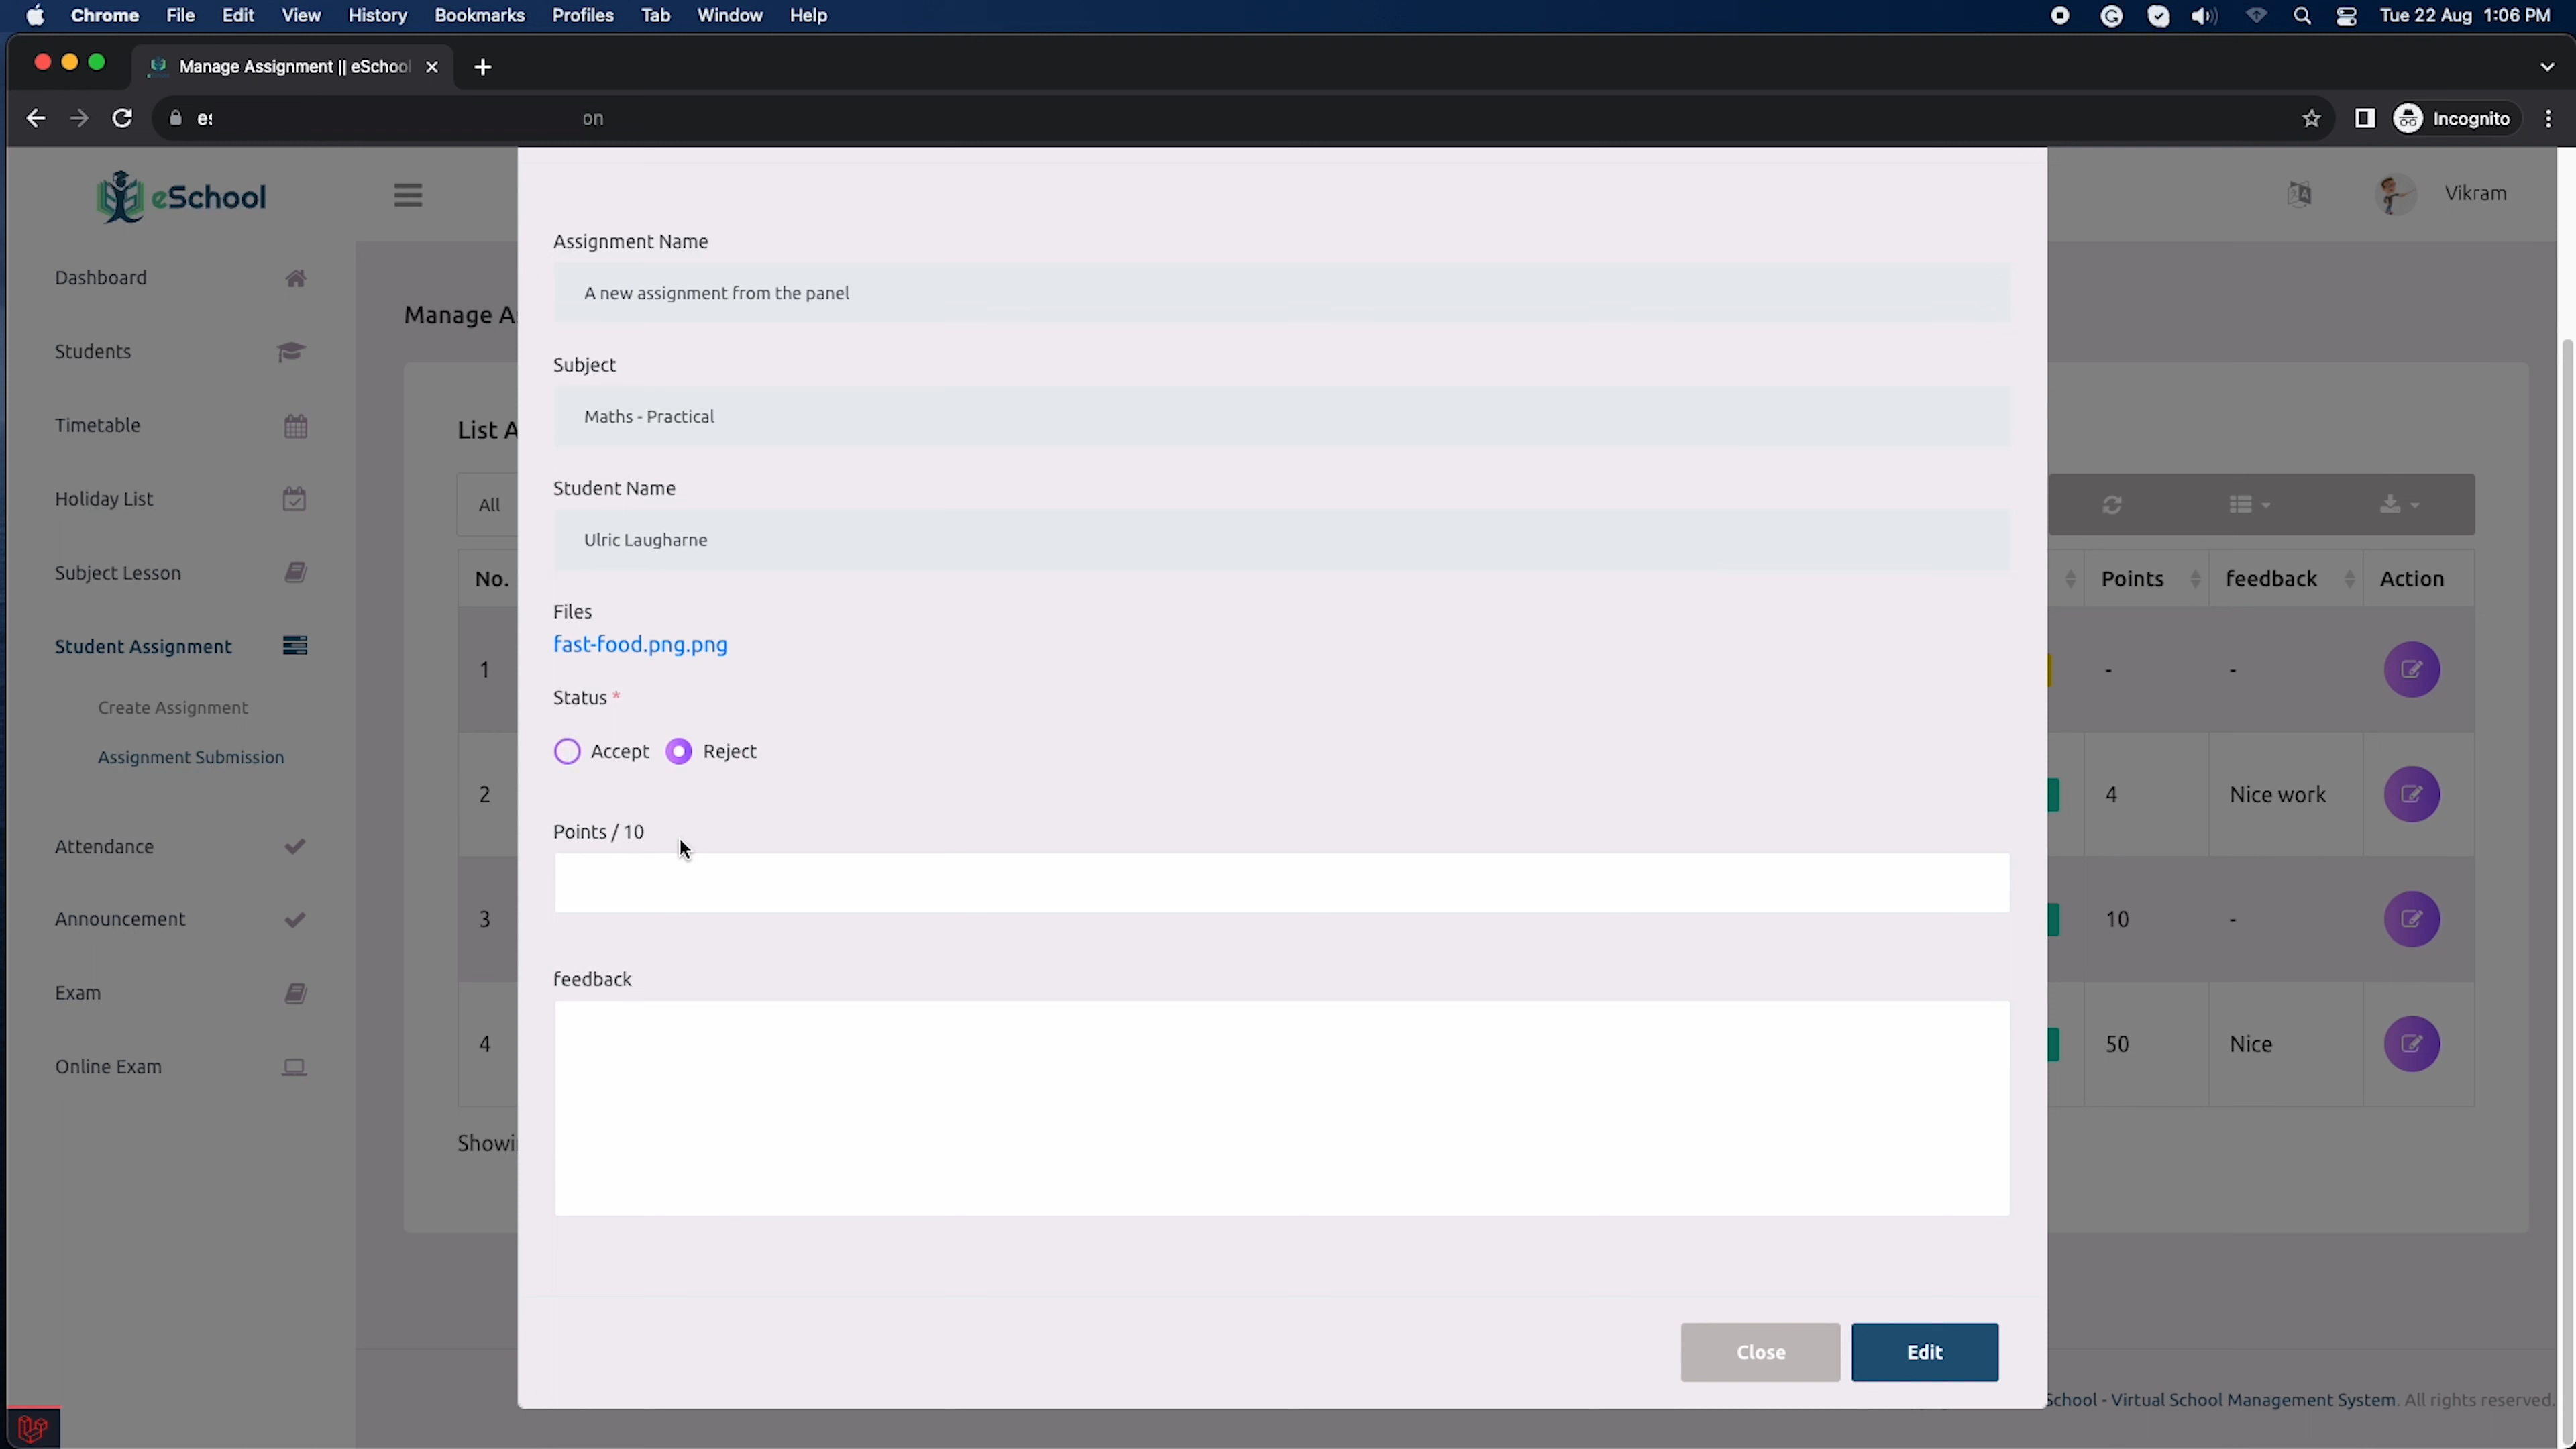 Chrome File Edit View History Bookmarks Profiles Tab Window Help Tue 22 Aug 1:06 PM
Manage Assignment || eSchool
on Incognito
eSchool
Vikram
Dashboard
Students
Timetable
Holiday List
Subject Lesson
Student Assignment
Create Assignment
Assignment Submission
Attendance
Announcement
Exam
Online Exam
Manage
List
All
No.
1
2
3
4
Assignment Name
A new assignment from the panel
Subject
Maths - Practical
Student Name
Ulric Laugharne
Files
fast-food.png.png
Status *
Accept Reject
Points / 10
feedback
Close Edit
Points feedback Action
- -
4 Nice work
10 -
50 Nice
School - Virtual School Management System. All rights reserved.